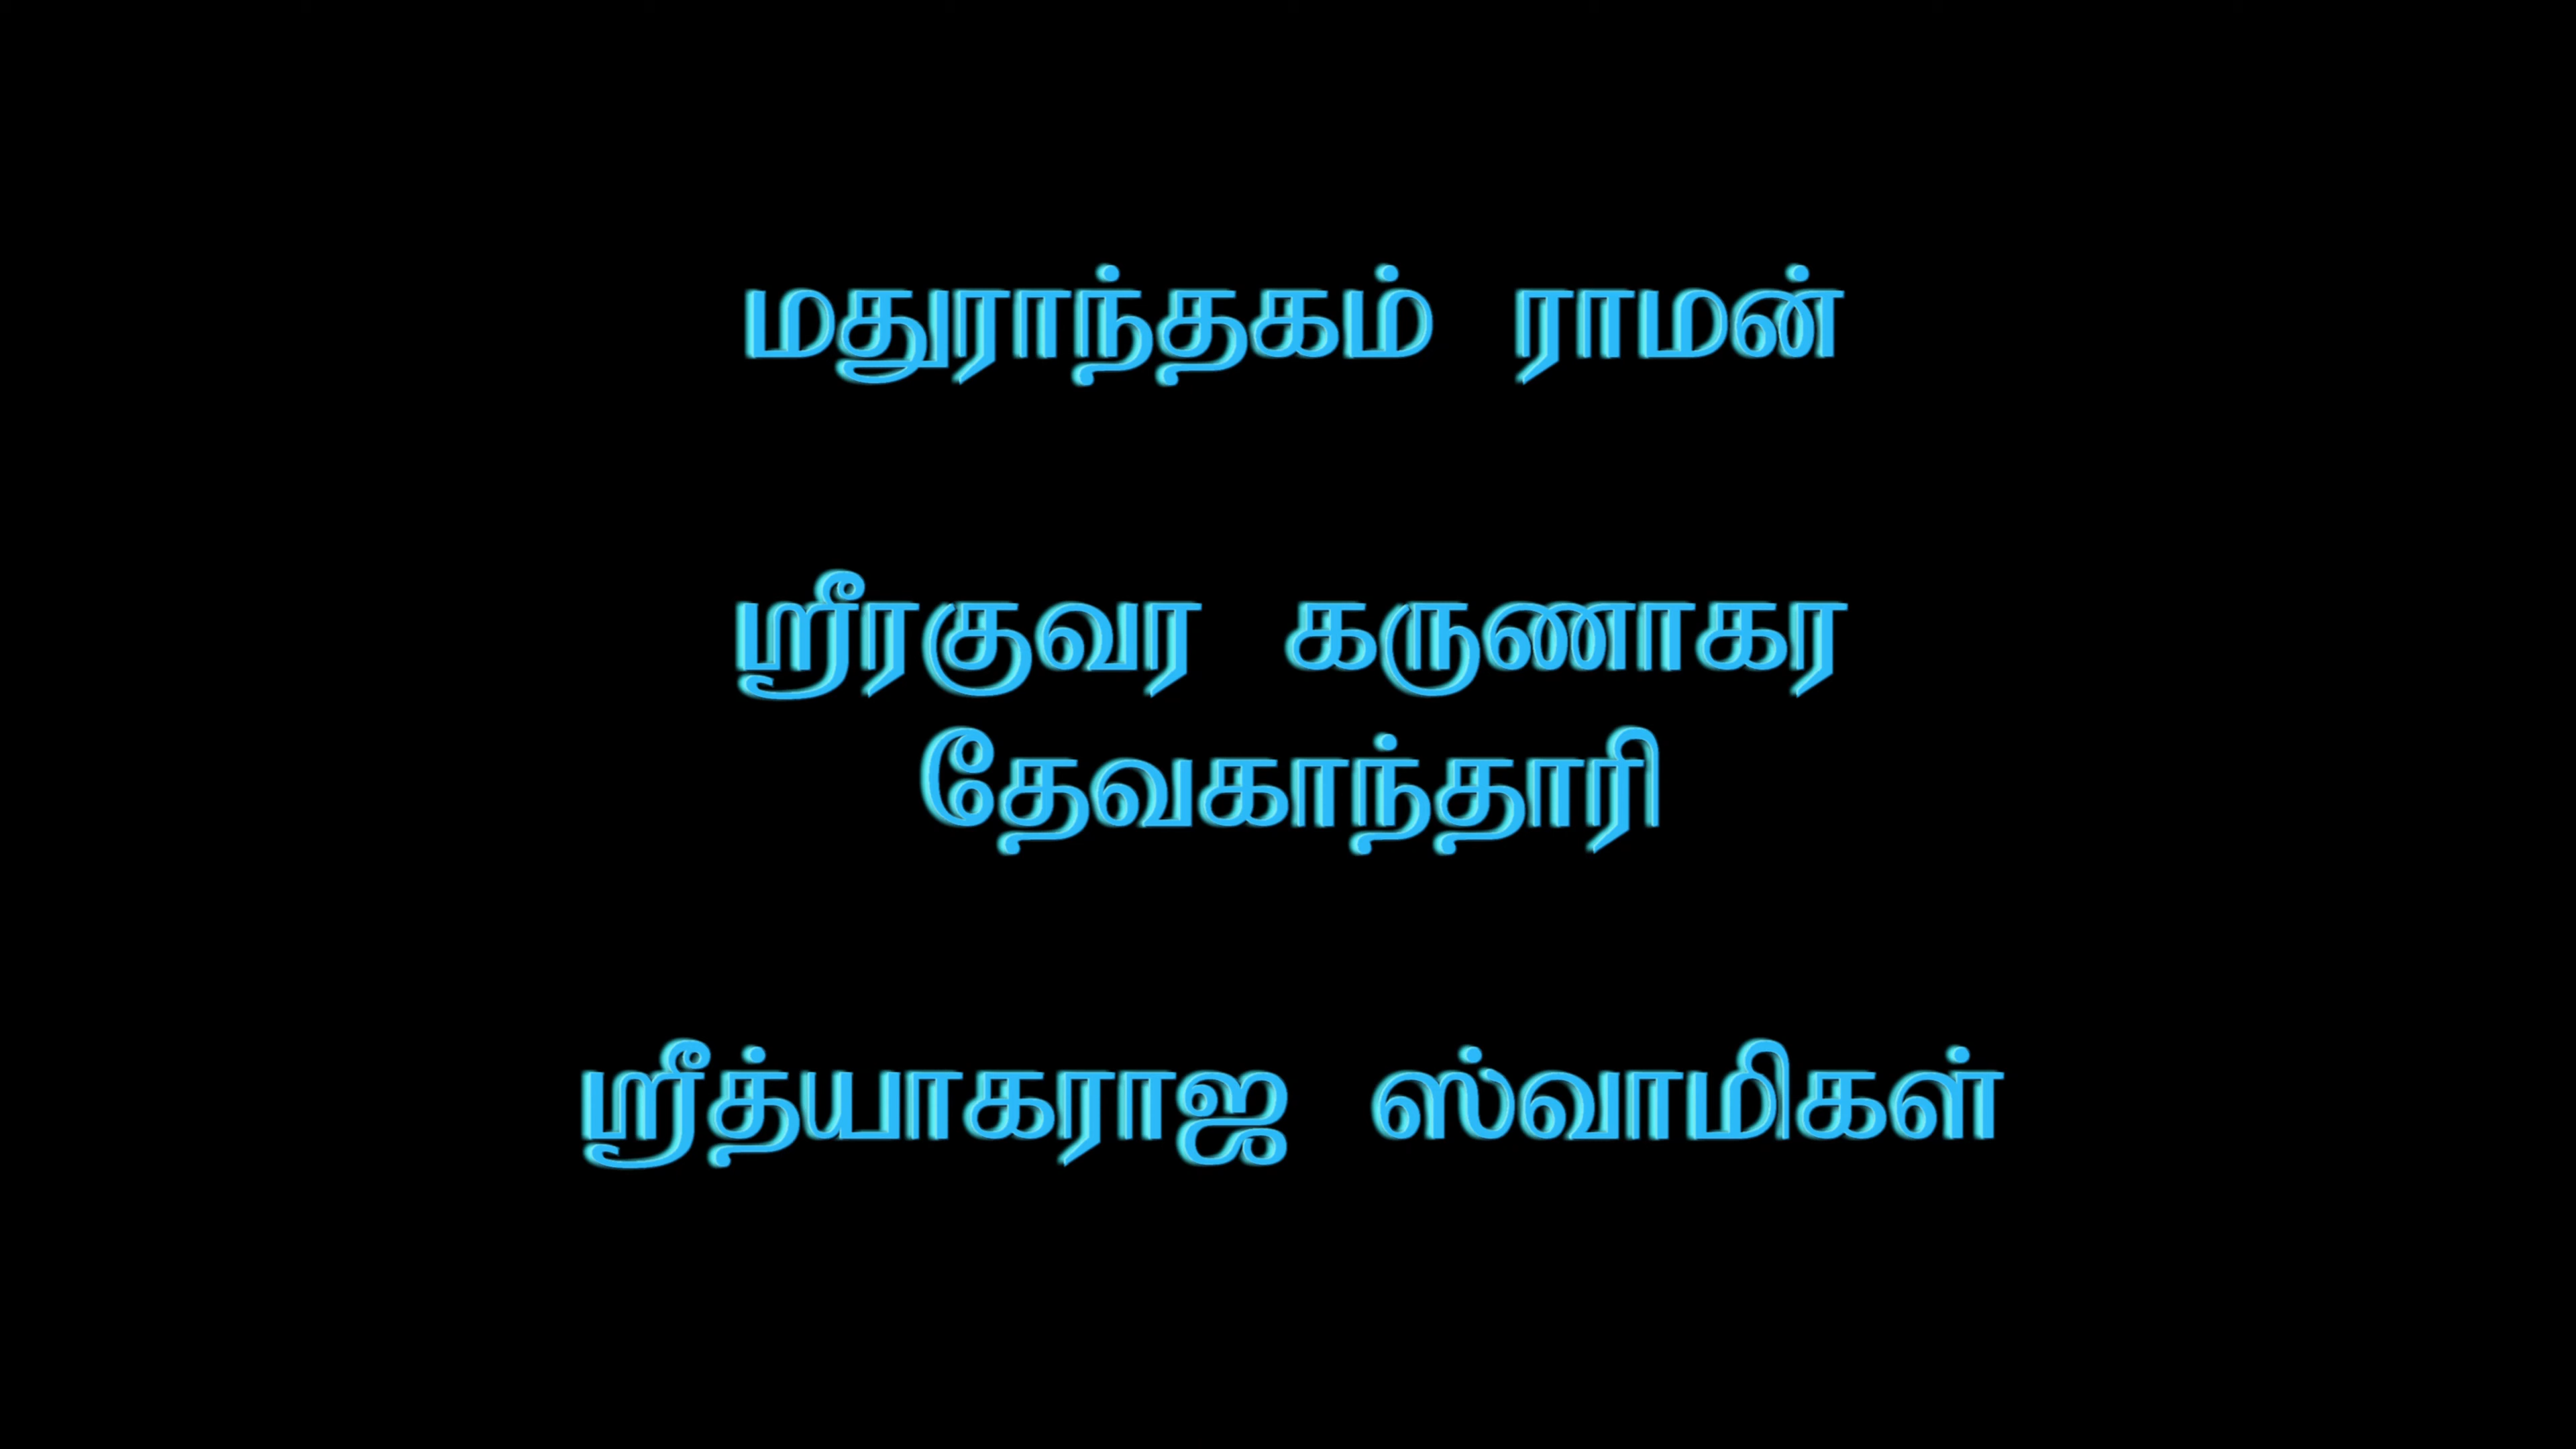 மதுராந்தகம் ராமன்
ஸ்ரீரகுவர கருணாகர
தேவகாந்தாரி
ஸ்ரீத்யாகராஜ ஸ்வாமிகள்